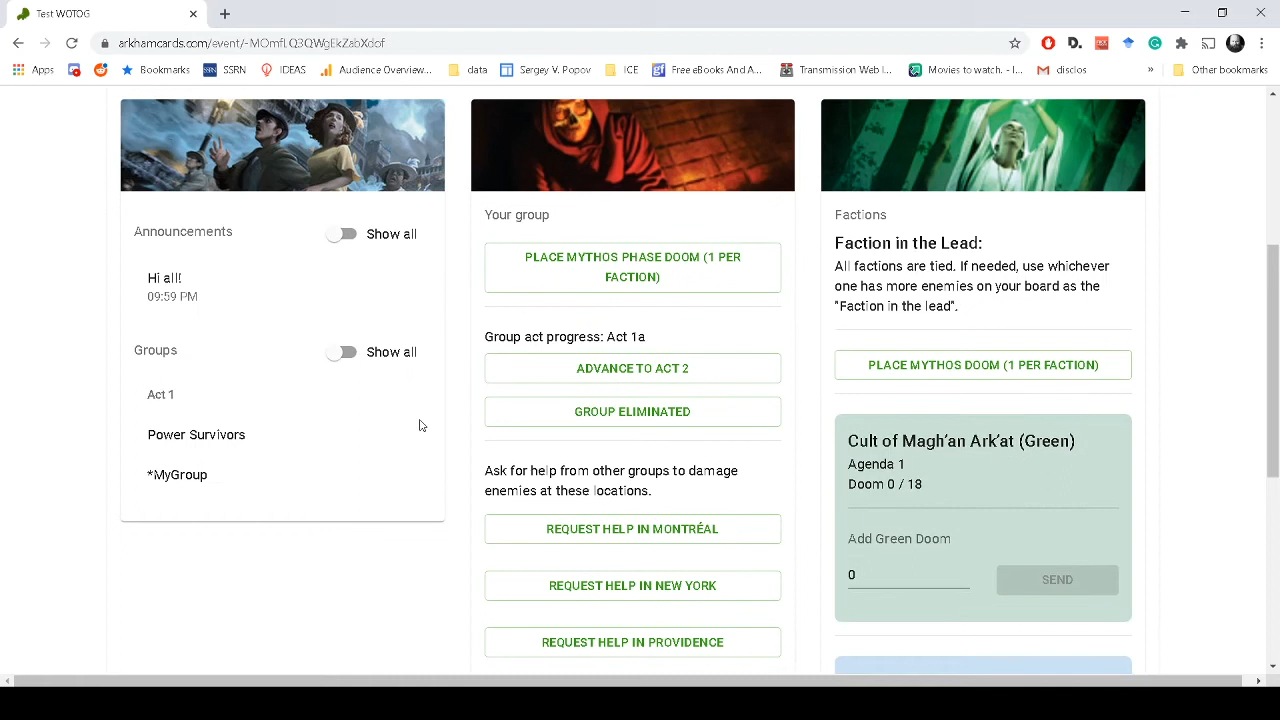 Test WOTOG
arkhamcards.com/event/-MOmfLQ3QWgEkZabXdof
Apps
Bookmarks
SSRN
IDEAS
Audience Overview...
data
Sergey V. Popov
ICE
Free eBookd And A...
Transmission Web I...
Movies to watch. - I...
disclos
»
Other bookmarks
Announcements
Show all
Hi all!
09:59 PM
Groups
Show all
Act 1
Power Survivors
*MyGroup
Your group
PLACE MYTHOS PHASE DOOM (1 PER
FACTION)
Group act progress: Act 1a
ADVANCE TO ACT 2
GROUP ELIMINATED
Ask for help from other groups to damage
enemies at these locations.
REQUEST HELP IN MONTRÉAL
REQUEST HELP IN NEW YORK
REQUEST HELP IN PROVIDENCE
Factions
Faction in the Lead:
All factions are tied. If needed, use whichever
one has more enemies on your board as the
"Faction in the lead".
PLACE MYTHOS DOOM (1 PER FACTION)
Cult of Magh’an Ark’at (Green)
Agenda 1
Doom 0 / 18
Add Green Doom
0
SEND